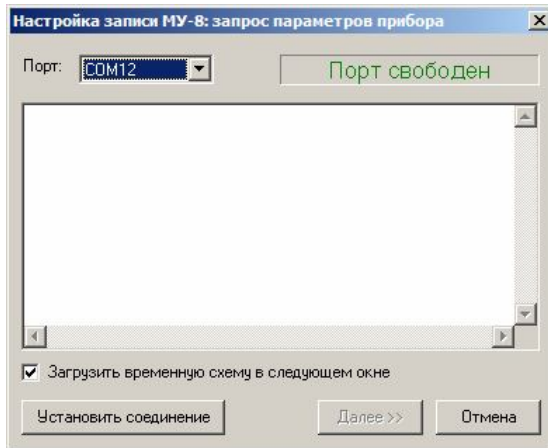 Настройка записи МУ-8: запрос параметров прибора
Порт: COM12 Порт свободен
Загрузить временную схему в следующем окне
Установить соединение Далее >> Отмена